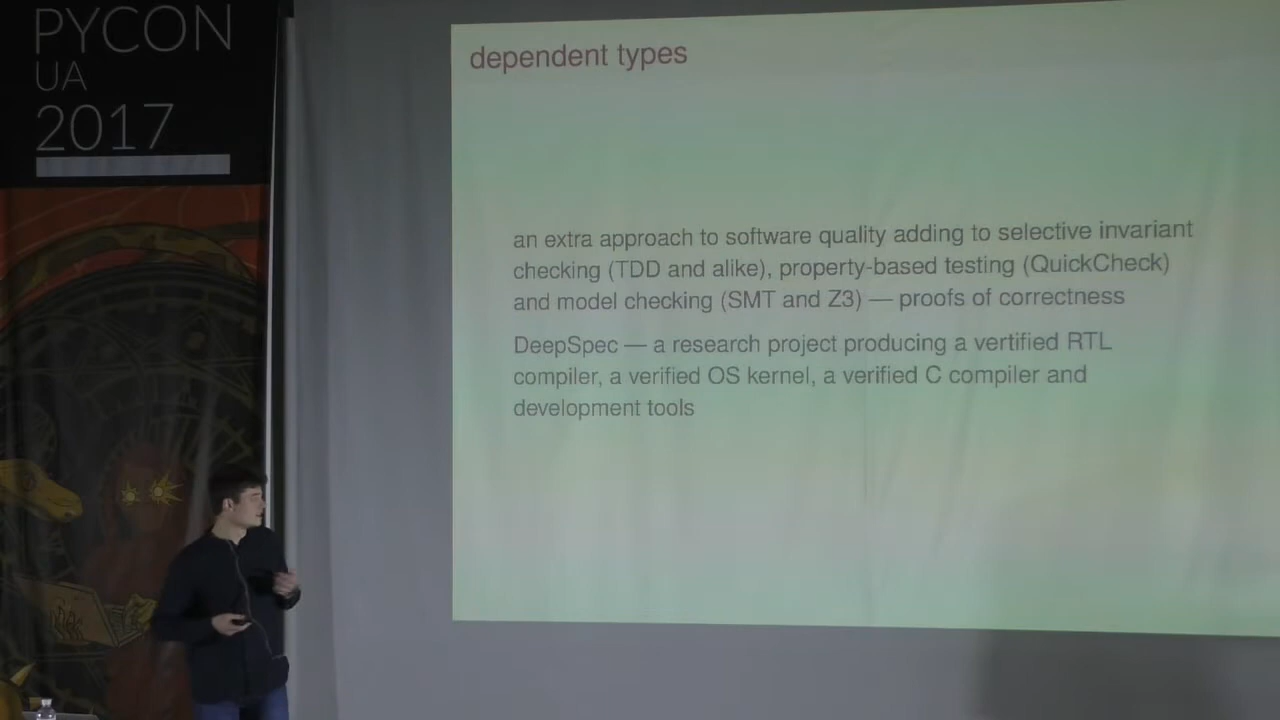 PYCON
UA
2017
dependent types
an extra approach to software quality adding to selective invariant
checking (TDD and alike), property-based testing (QuickCheck)
and model checking (SMT and Z3) — proofs of correctness
DeepSpec — a research project producing a vertified RTL
compiler, a verified OS kernel, a verified C compiler and
development tools